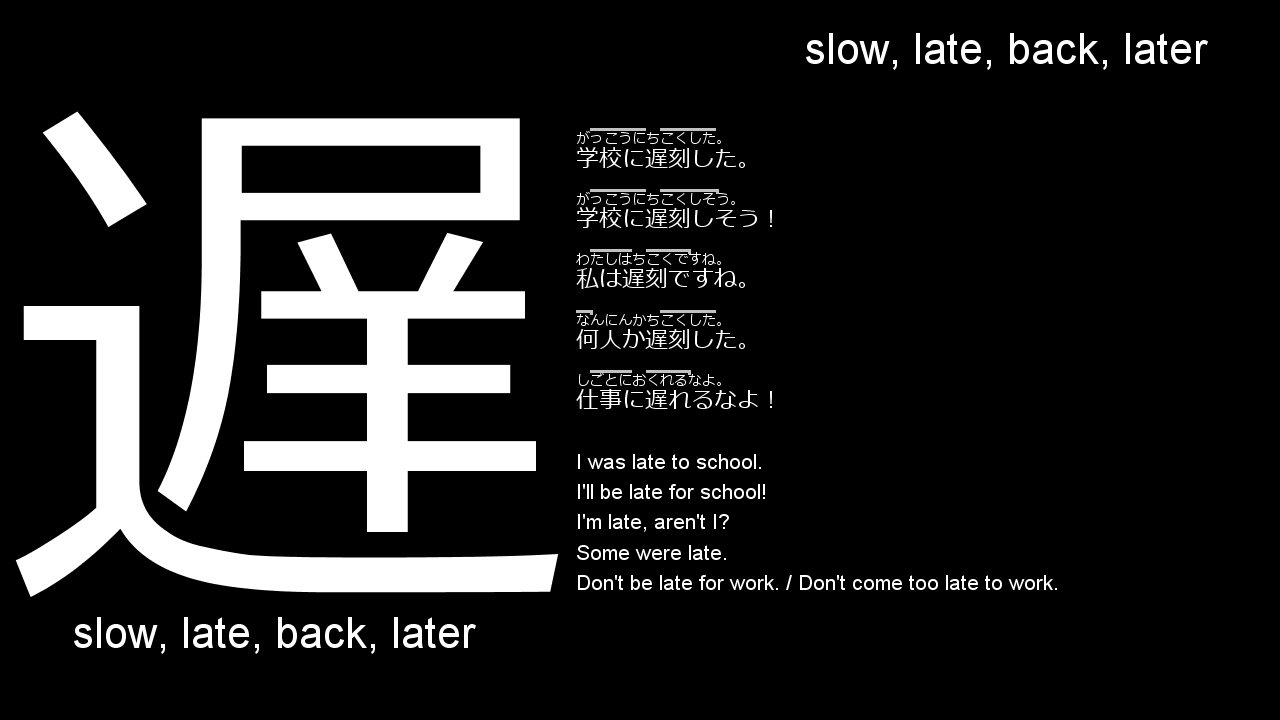 slow, late, back, later
遅
がっこうにちこくした。
学校に遅刻した。
がっこうにちこくしそう。
学校に遅刻しそう！
わたしはちこくですね。
私は遅刻ですね。
なんにんかちこくした。
何人か遅刻した。
しごとにおくれるなよ。
仕事に遅れるなよ！
I was late to school.
I'll be late for school!
I'm late, aren't I?
Some were late.
Don't be late for work. / Don't come too late to work.
slow, late, back, later